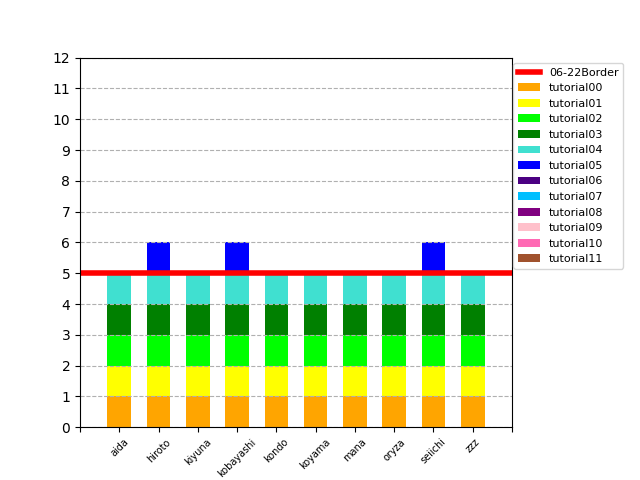 12
11
10
9
8
7
6
5
4
3
2
1
0
aida
hiroto
kiyuna
kobayashi
kondo
koyama
mana
oryza
seiichi
zzz
06-22Border
tutorial00
tutorial01
tutorial02
tutorial03
tutorial04
tutorial05
tutorial06
tutorial07
tutorial08
tutorial09
tutorial10
tutorial11